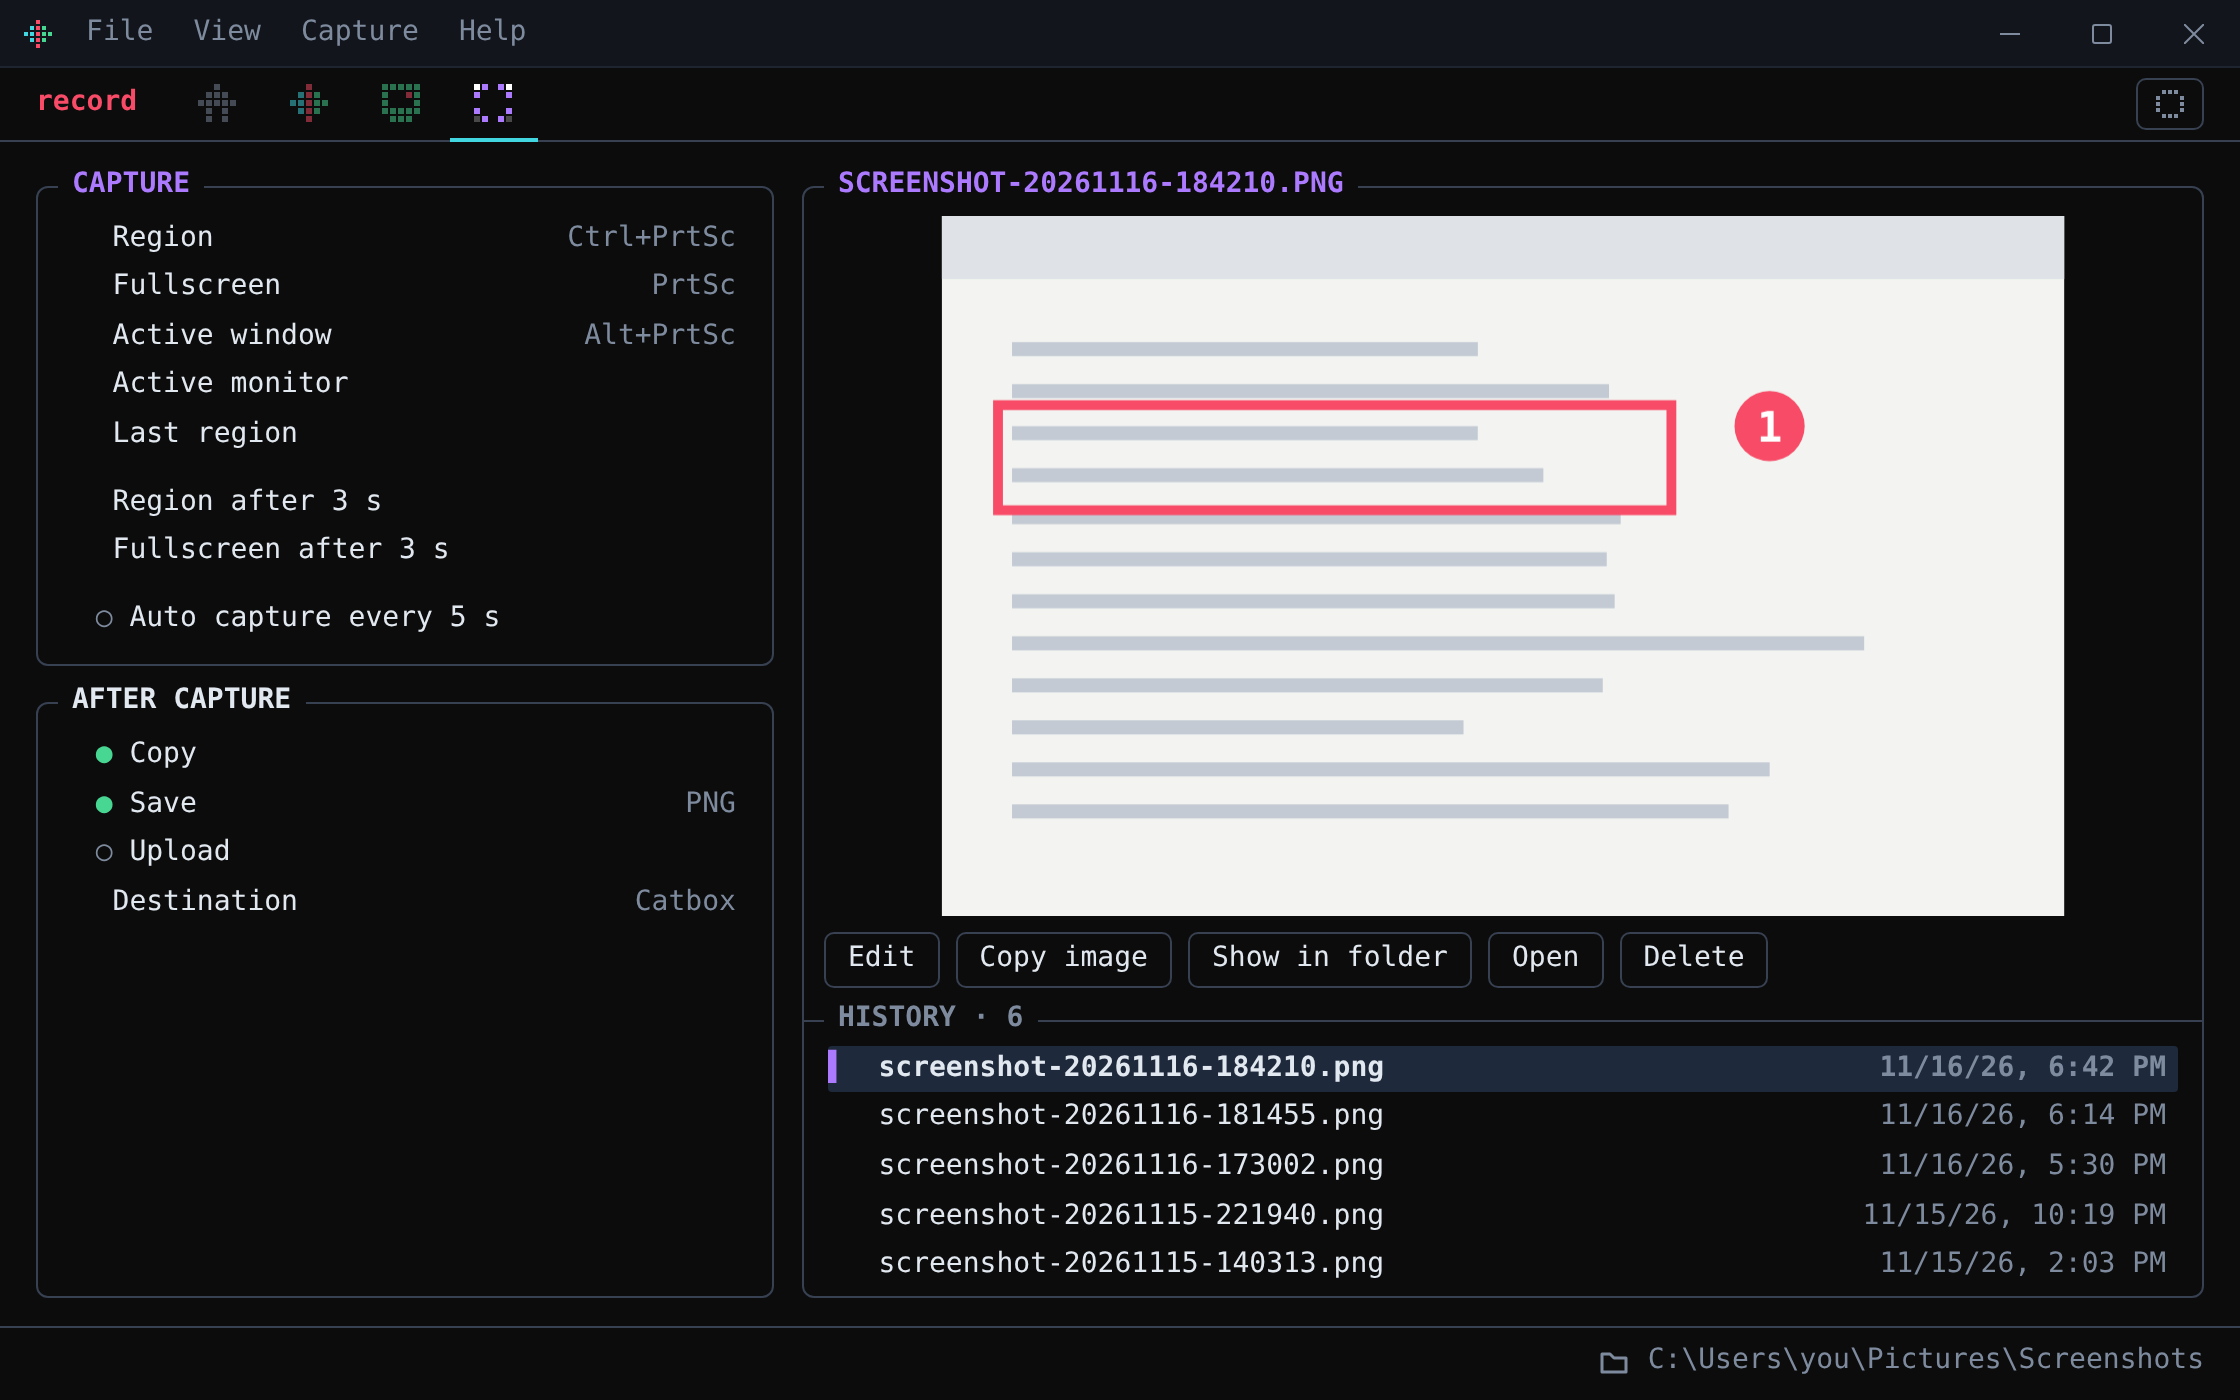 File View Capture Help
record
CAPTURE
Region Ctrl+PrtSc
Fullscreen PrtSc
Active window Alt+PrtSc
Active monitor
Last region
Region after 3 s
Fullscreen after 3 s
Auto capture every 5 s
AFTER CAPTURE
Copy
Save PNG
Upload
Destination Catbox
SCREENSHOT-20261116-184210.PNG
1
Edit Copy image Show in folder Open Delete
HISTORY · 6
screenshot-20261116-184210.png 11/16/26, 6:42 PM
screenshot-20261116-181455.png 11/16/26, 6:14 PM
screenshot-20261116-173002.png 11/16/26, 5:30 PM
screenshot-20261115-221940.png 11/15/26, 10:19 PM
screenshot-20261115-140313.png 11/15/26, 2:03 PM
C:\Users\you\Pictures\Screenshots